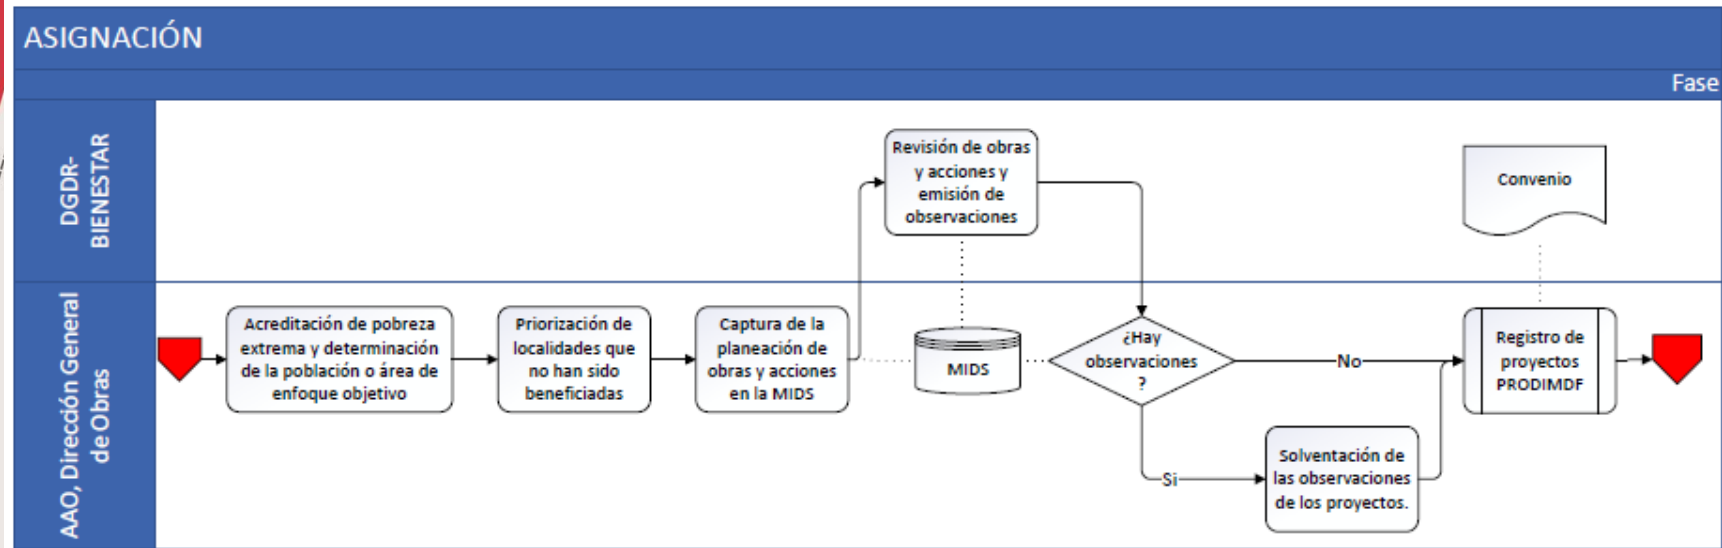 ASIGNACIÓN
Fase
DGDR-
BIENESTAR
Revisión de obras
y acciones y
emisión de
observaciones
Convenio
AAO, Dirección General
de Obras
Acreditación de pobreza
extrema y determinación
de la población o área de
enfoque objetivo
Priorización de
localidades que
no han sido
beneficiadas
Captura de la
planeación de
obras y acciones
en la MIDS
MIDS
¿Hay
observaciones
?
No
Si
Solventación de
las observaciones
de los proyectos.
Registro de
proyectos
PRODIMDF